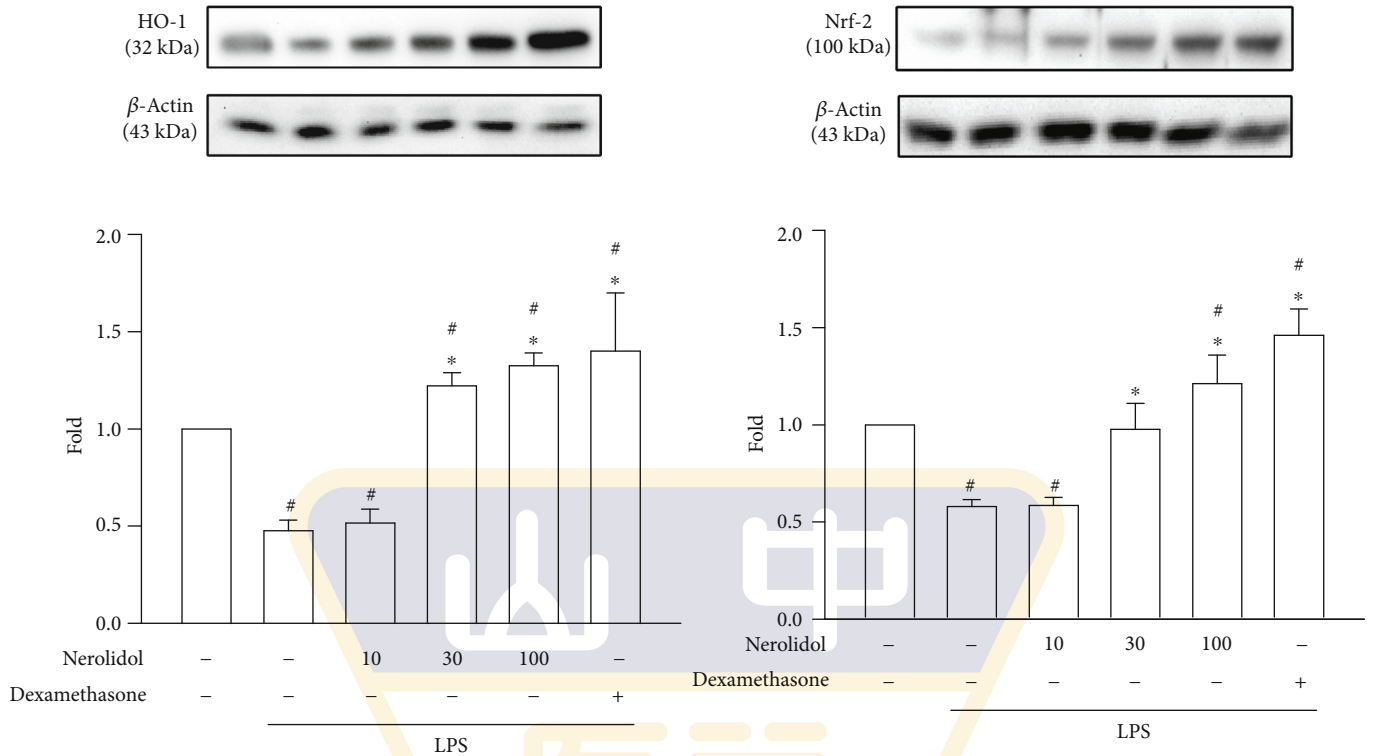 HO-1
(32 kDa)
β-Actin
(43 kDa)
Fold
2.0
1.5
1.0
0.5
0.0
#
#
#
*
#
*
#
*
Nerolidol – – 10 30 100 –
Dexamethasone – – – – – +
LPS
Nrf-2
(100 kDa)
β-Actin
(43 kDa)
Fold
2.0
1.5
1.0
0.5
0.0
#
#
*
#
*
#
*
Nerolidol – – 10 30 100 –
Dexamethasone – – – – – +
LPS
山 中